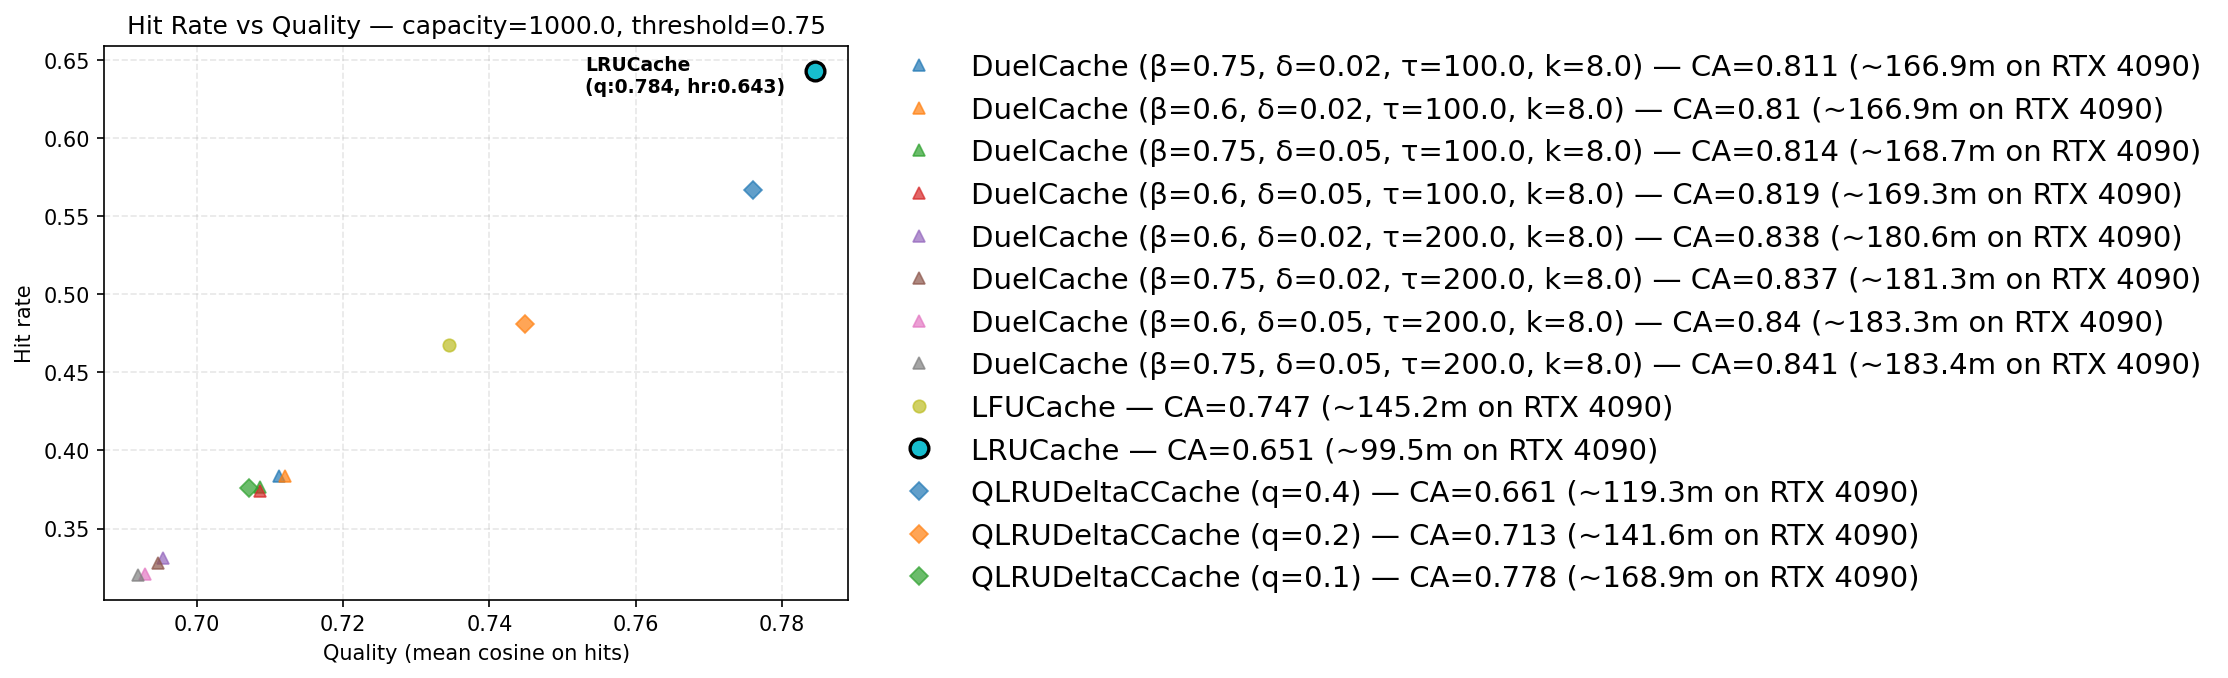 Hit Rate vs Quality — capacity=1000.0, threshold=0.75
LRUCache
(q:0.784, hr:0.643)
Hit rate
0.65
0.60
0.55
0.50
0.45
0.40
0.35
0.70 0.72 0.74 0.76 0.78
Quality (mean cosine on hits)
DuelCache (β=0.75, δ=0.02, τ=100.0, k=8.0) — CA=0.811 (~166.9m on RTX 4090)
DuelCache (β=0.6, δ=0.02, τ=100.0, k=8.0) — CA=0.81 (~166.9m on RTX 4090)
DuelCache (β=0.75, δ=0.05, τ=100.0, k=8.0) — CA=0.814 (~168.7m on RTX 4090)
DuelCache (β=0.6, δ=0.05, τ=100.0, k=8.0) — CA=0.819 (~169.3m on RTX 4090)
DuelCache (β=0.6, δ=0.02, τ=200.0, k=8.0) — CA=0.838 (~180.6m on RTX 4090)
DuelCache (β=0.75, δ=0.02, τ=200.0, k=8.0) — CA=0.837 (~181.3m on RTX 4090)
DuelCache (β=0.6, δ=0.05, τ=200.0, k=8.0) — CA=0.84 (~183.3m on RTX 4090)
DuelCache (β=0.75, δ=0.05, τ=200.0, k=8.0) — CA=0.841 (~183.4m on RTX 4090)
LFUCache — CA=0.747 (~145.2m on RTX 4090)
LRUCache — CA=0.651 (~99.5m on RTX 4090)
QLRUDeltaCCache (q=0.4) — CA=0.661 (~119.3m on RTX 4090)
QLRUDeltaCCache (q=0.2) — CA=0.713 (~141.6m on RTX 4090)
QLRUDeltaCCache (q=0.1) — CA=0.778 (~168.9m on RTX 4090)